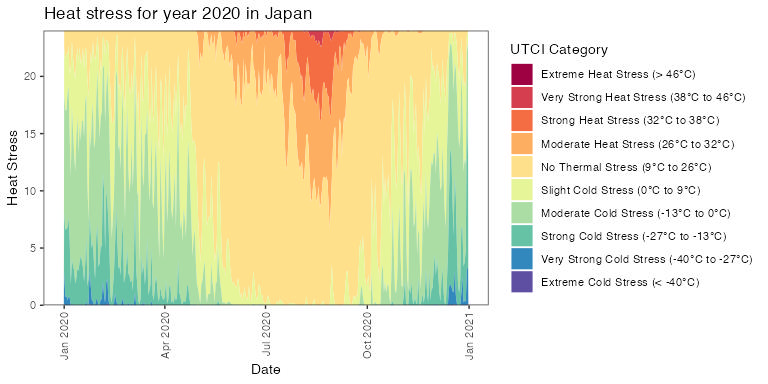 Heat stress for year 2020 in Japan
Heat Stress
20
15
10
5
0
Jan 2020
Apr 2020
Jul 2020
Oct 2020
Jan 2021
Date
UTCI Category
Extreme Heat Stress (> 46°C)
Very Strong Heat Stress (38°C to 46°C)
Strong Heat Stress (32°C to 38°C)
Moderate Heat Stress (26°C to 32°C)
No Thermal Stress (9°C to 26°C)
Slight Cold Stress (0°C to 9°C)
Moderate Cold Stress (-13°C to 0°C)
Strong Cold Stress (-27°C to -13°C)
Very Strong Cold Stress (-40°C to -27°C)
Extreme Cold Stress (< -40°C)